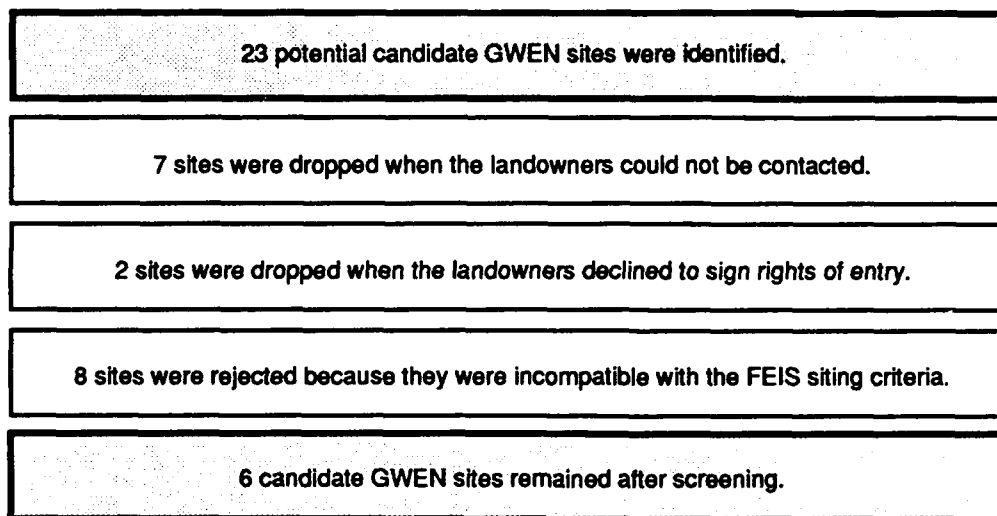 23 potential candidate GWEN sites were identified.
7 sites were dropped when the landowners could not be contacted.
2 sites were dropped when the landowners declined to sign rights of entry.
8 sites were rejected because they were incompatible with the FEIS siting criteria.
6 candidate GWEN sites remained after screening.